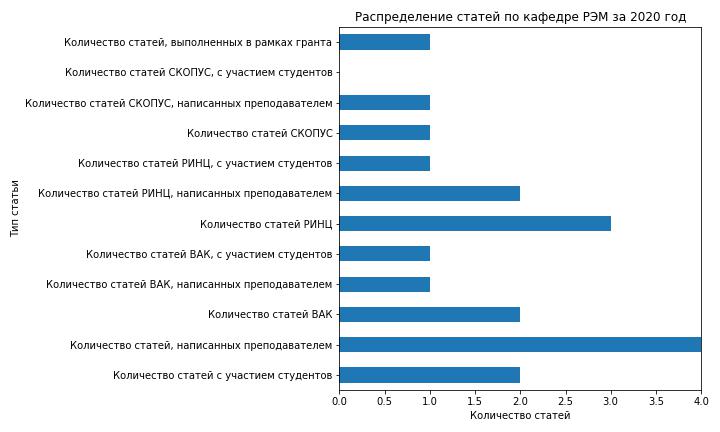 Распределение статей по кафедре РЭМ за 2020 год
Тип статьи
Количество статей, выполненных в рамках гранта
Количество статей СКОПУС, с участием студентов
Количество статей СКОПУС, написанных преподавателем
Количество статей СКОПУС
Количество статей РИНЦ, с участием студентов
Количество статей РИНЦ, написанных преподавателем
Количество статей РИНЦ
Количество статей ВАК, с участием студентов
Количество статей ВАК, написанных преподавателем
Количество статей ВАК
Количество статей, написанных преподавателем
Количество статей с участием студентов
0.0 0.5 1.0 1.5 2.0 2.5 3.0 3.5 4.0
Количество статей